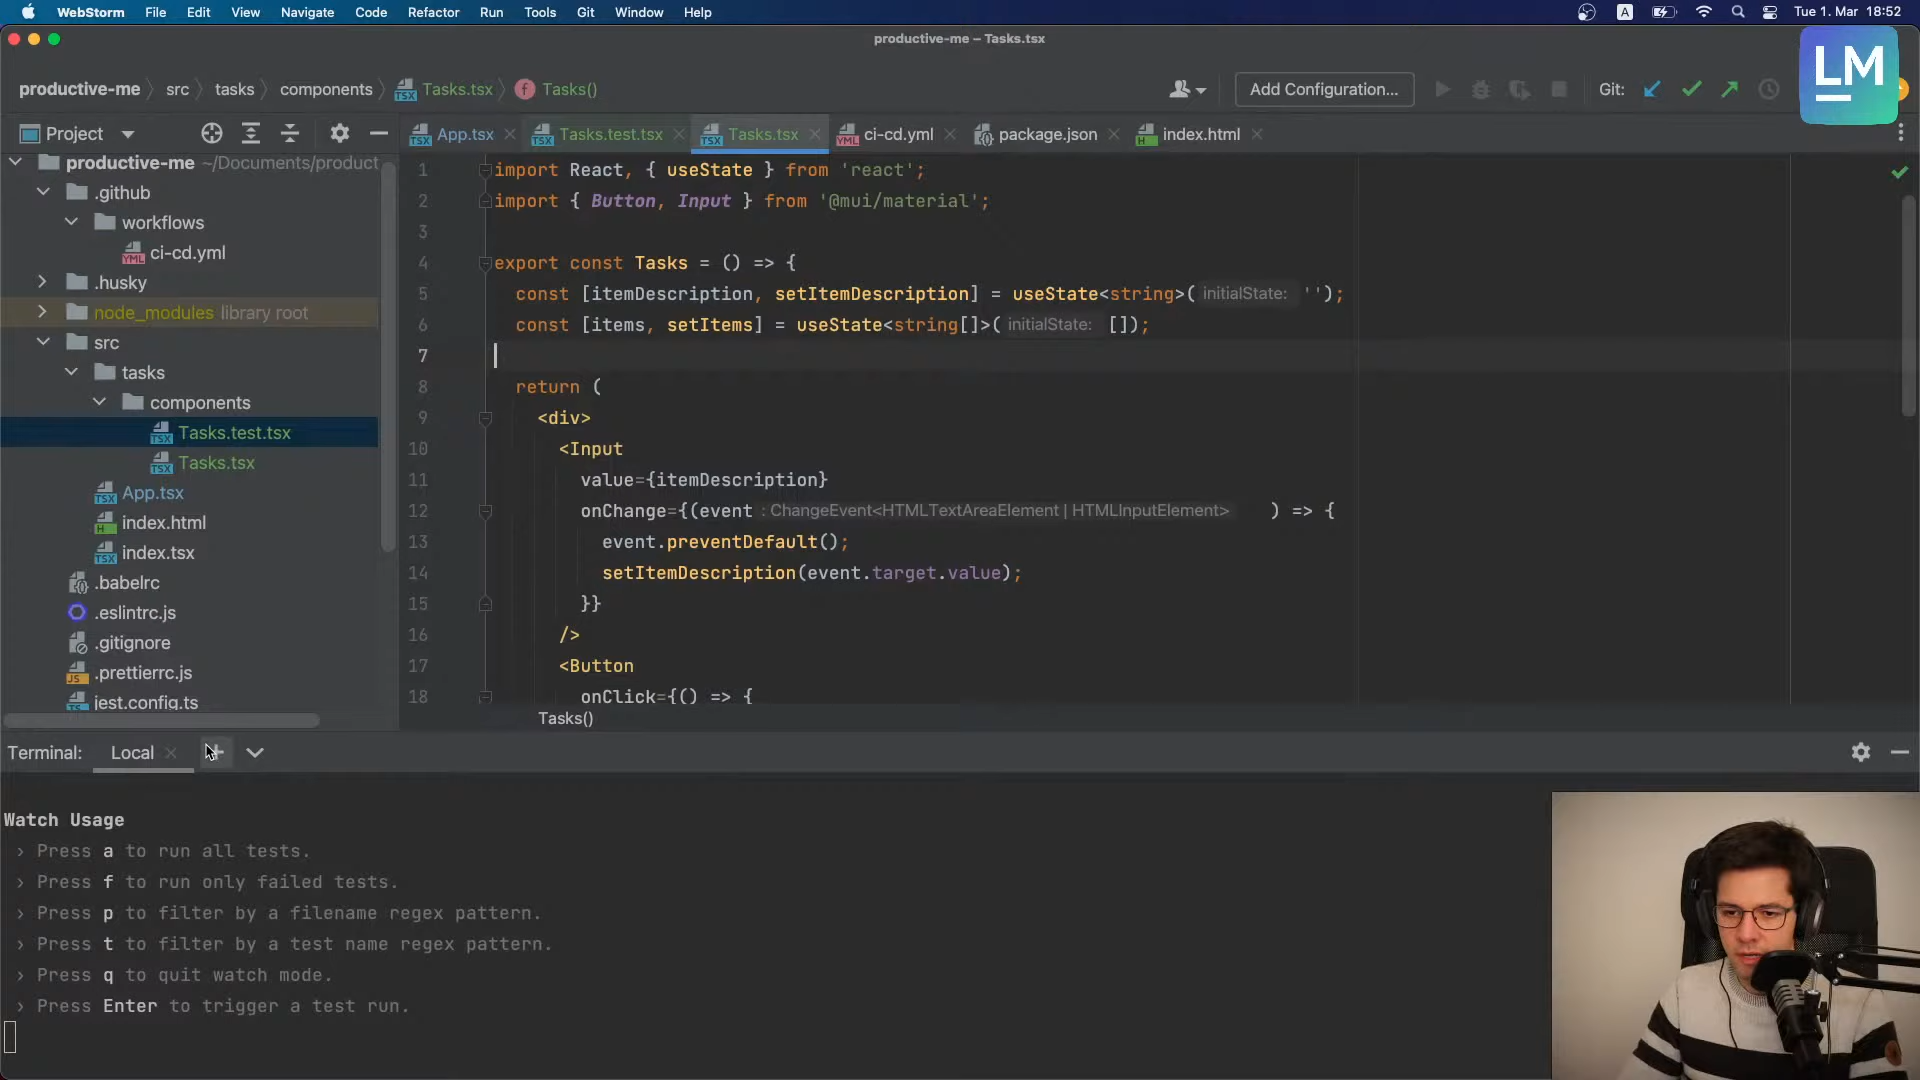 WebStorm File Edit View Navigate Code Refactor Run Tools Git Window Help A Tue 1. Mar 18:52
productive-me – Tasks.tsx
productive-me src tasks components Tasks.tsx f Tasks() Add Configuration... Git: LM
Project App.tsx Tasks.test.tsx Tasks.tsx ci-cd.yml package.json index.html
productive-me ~/Documents/product
.github
workflows
ci-cd.yml
.husky
node_modules library root
src
tasks
components
Tasks.test.tsx
Tasks.tsx
App.tsx
index.html
index.tsx
.babelrc
.eslintrc.js
.gitignore
.prettierrc.js
jest.config.ts
1 import React, { useState } from 'react';
2 import { Button, Input } from '@mui/material';
3
4 export const Tasks = () => {
5 const [itemDescription, setItemDescription] = useState<string>( initialState: '');
6 const [items, setItems] = useState<string[]>( initialState: []);
7
8 return (
9 <div>
10 <Input
11 value={itemDescription}
12 onChange={(event : ChangeEvent<HTMLTextAreaElement | HTMLInputElement> ) => {
13 event.preventDefault();
14 setItemDescription(event.target.value);
15 }}
16 />
17 <Button
18 onClick={() => {
Tasks()
Terminal: Local
Watch Usage
› Press a to run all tests.
› Press f to run only failed tests.
› Press p to filter by a filename regex pattern.
› Press t to filter by a test name regex pattern.
› Press q to quit watch mode.
› Press Enter to trigger a test run.